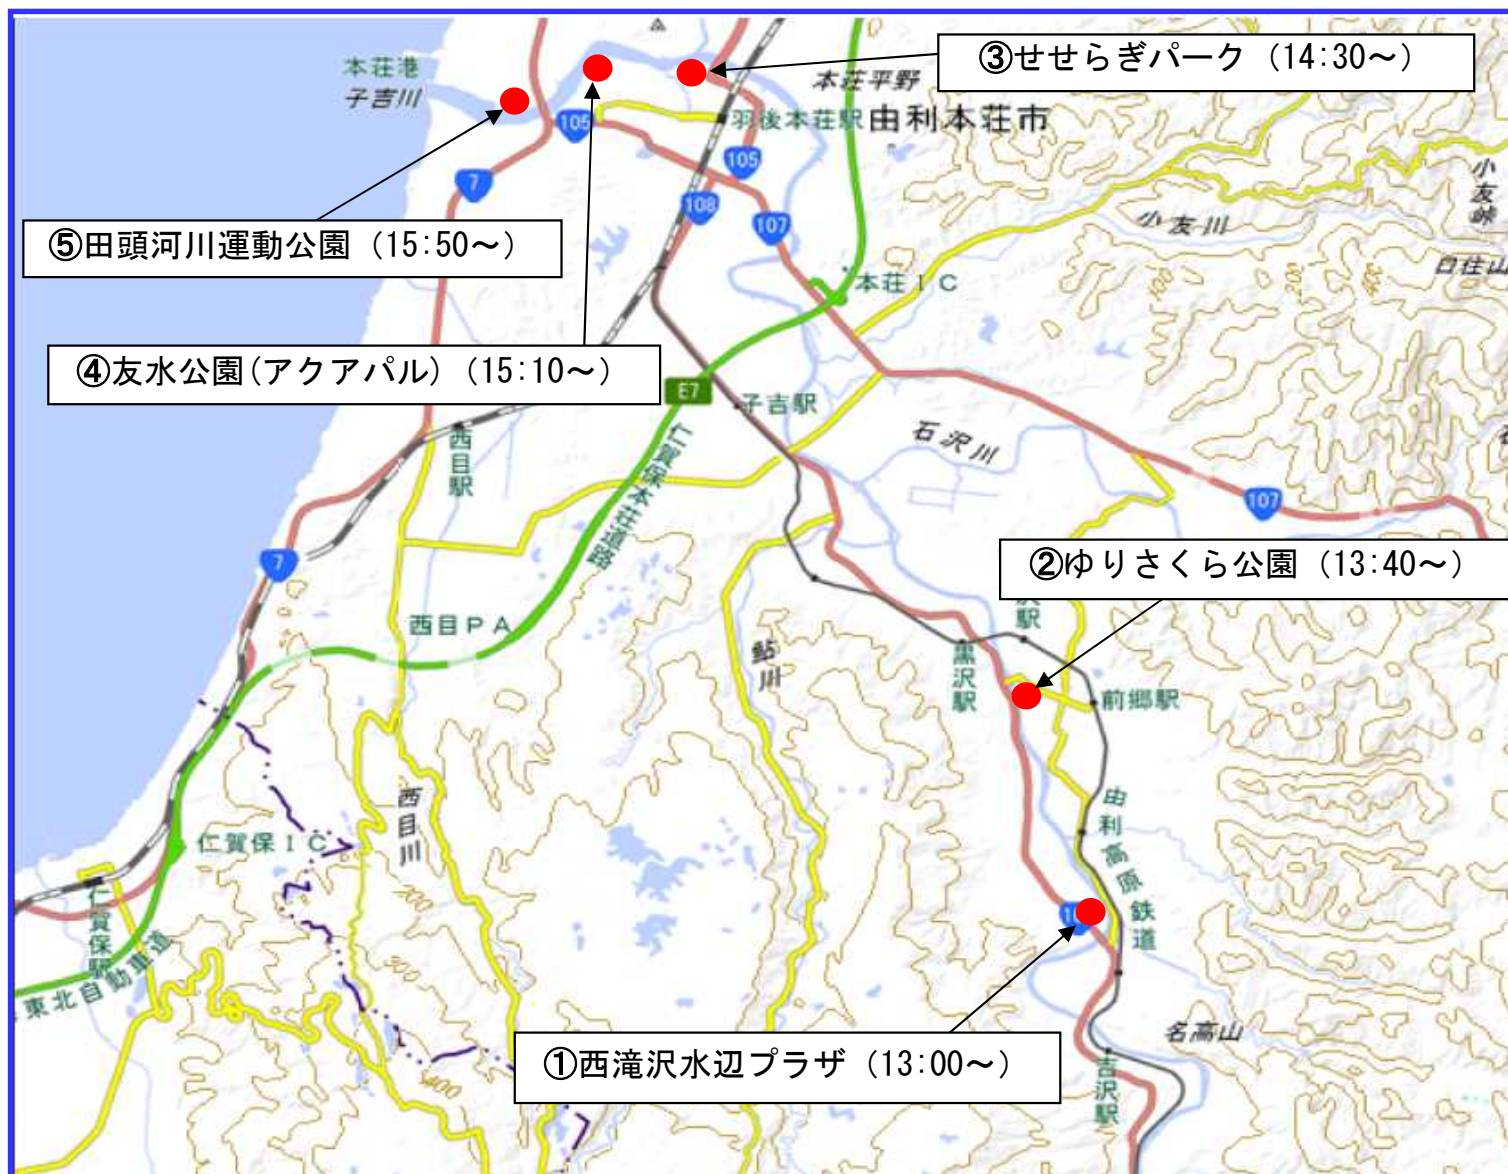 ③せせらぎパーク（14:30～）
本荘港
子吉川
本荘平野
105
羽後本荘駅
由利本荘市
105
7
108
107
小友川
小友峠
日住山
⑤田頭河川運動公園（15:50～）
本荘ＩＣ
④友水公園(アクアパル)（15:10～）
E7
子吉駅
西目駅
石沢川
仁賀保本荘道路
107
7
②ゆりさくら公園（13:40～）
西目ＰＡ
鮎川
黒沢駅
沢駅
前郷駅
西目川
由利高原鉄道
仁賀保ＩＣ
仁賀保駅
東北自動車道
300
400
名高山
①西滝沢水辺プラザ（13:00～）
吉沢駅